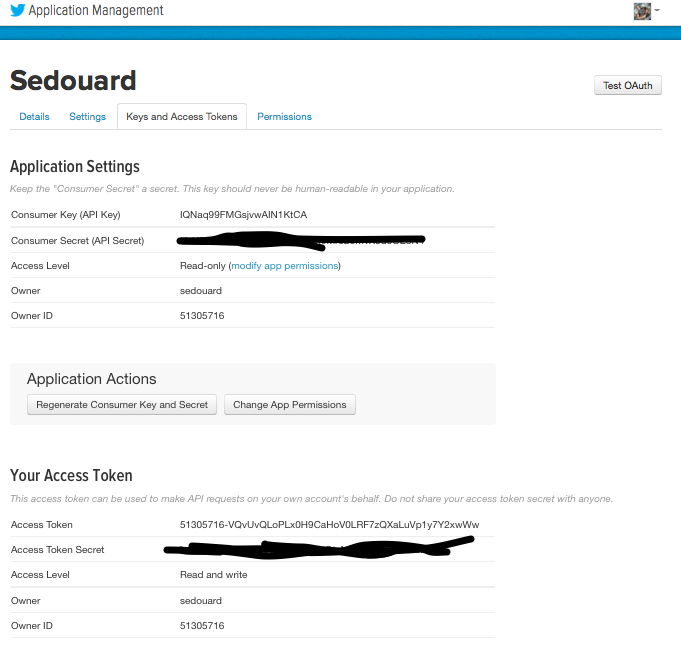 Application Management
Sedouard
Test OAuth
Details Settings Keys and Access Tokens Permissions
Application Settings
Keep the "Consumer Secret" a secret. This key should never be human-readable in your application.
Consumer Key (API Key) IQNaq99FMGsjvwAIN1KtCA
Consumer Secret (API Secret)
Access Level Read-only (modify app permissions)
Owner sedouard
Owner ID 51305716
Application Actions
Regenerate Consumer Key and Secret Change App Permissions
Your Access Token
This access token can be used to make API requests on your own account's behalf. Do not share your access token secret with anyone.
Access Token 51305716-VQvUvQLoPLx0H9CaHoV0LRF7zQXaLuVp1y7Y2xwWw
Access Token Secret
Access Level Read and write
Owner sedouard
Owner ID 51305716